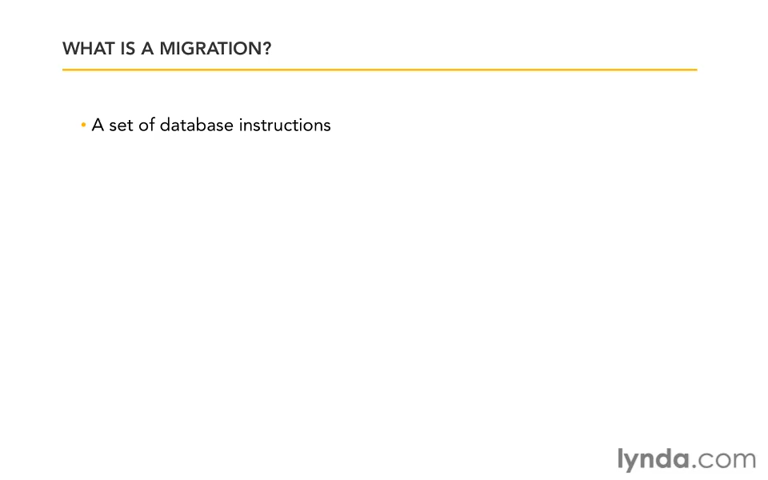 WHAT IS A MIGRATION?
• A set of database instructions
lynda.com